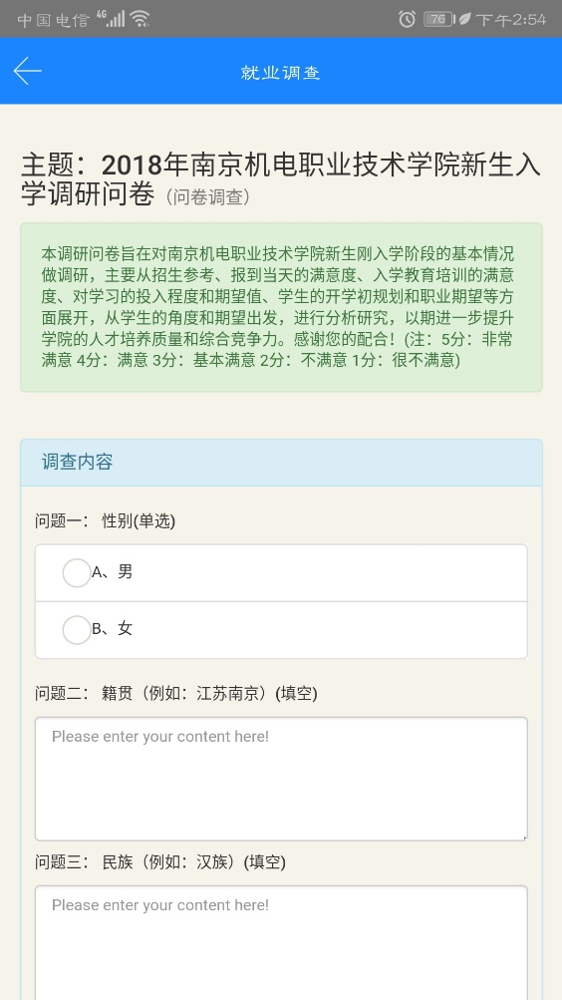 中国电信 4G 76 下午2:54
就业调查
主题：2018年南京机电职业技术学院新生入
学调研问卷（问卷调查）
本调研问卷旨在对南京机电职业技术学院新生刚入学阶段的基本情况
做调研，主要从招生参考、报到当天的满意度、入学教育培训的满意
度、对学习的投入程度和期望值、学生的开学初规划和职业期望等方
面展开，从学生的角度和期望出发，进行分析研究，以期进一步提升
学院的人才培养质量和综合竞争力。感谢您的配合！(注：5分：非常
满意 4分：满意 3分：基本满意 2分：不满意 1分：很不满意)
调查内容
问题一： 性别(单选)
A、男
B、女
问题二： 籍贯（例如：江苏南京）(填空)
Please enter your content here!
问题三： 民族（例如：汉族）(填空)
Please enter your content here!